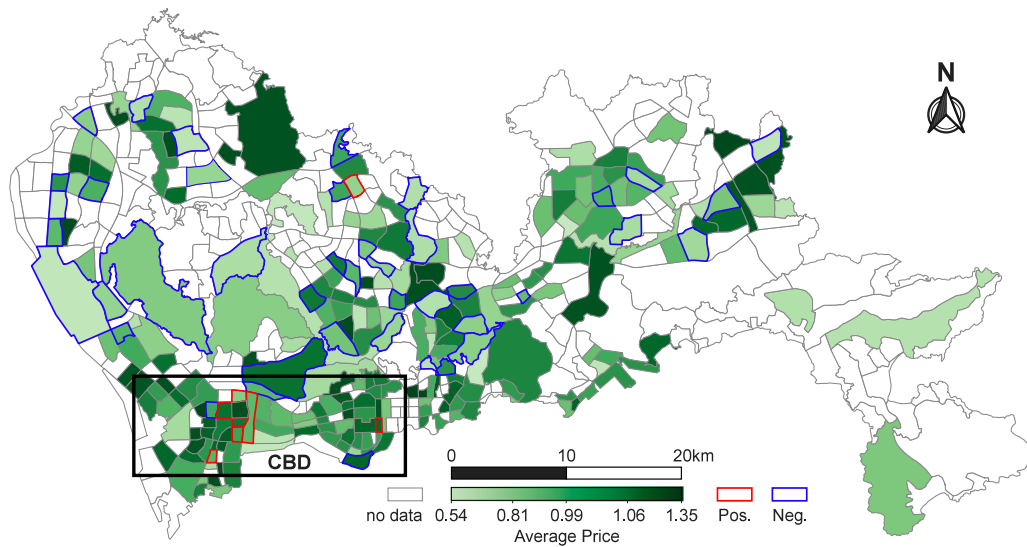 N
CBD
0 10 20km
no data 0.54 0.81 0.99 1.06 1.35 Pos. Neg.
Average Price